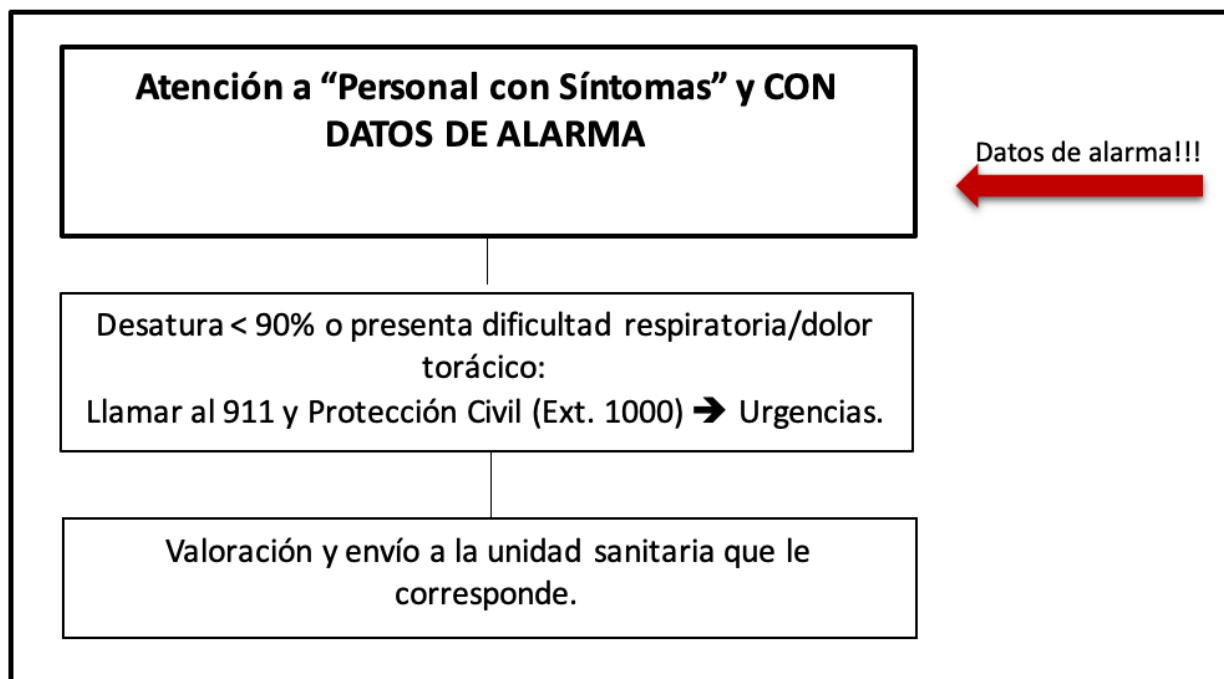 Atención a “Personal con Síntomas” y CON
DATOS DE ALARMA
Datos de alarma!!!
Desatura < 90% o presenta dificultad respiratoria/dolor
torácico:
Llamar al 911 y Protección Civil (Ext. 1000) ➔ Urgencias.
Valoración y envío a la unidad sanitaria que le
corresponde.